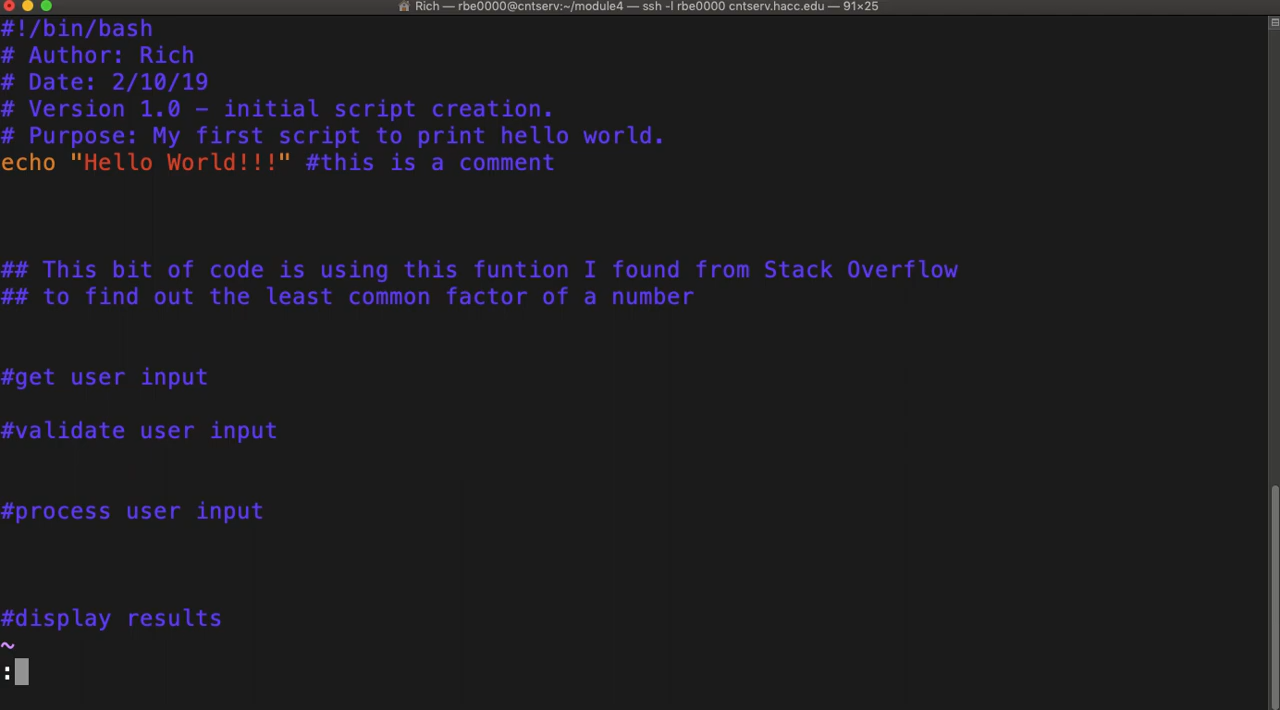 Rich — rbe0000@cntserv:~/module4 — ssh -l rbe0000 cntserv.hacc.edu — 91×25
#!/bin/bash
# Author: Rich
# Date: 2/10/19
# Version 1.0 - initial script creation.
# Purpose: My first script to print hello world.
echo "Hello World!!!" #this is a comment
## This bit of code is using this funtion I found from Stack Overflow
## to find out the least common factor of a number
#get user input
#validate user input
#process user input
#display results
~
: